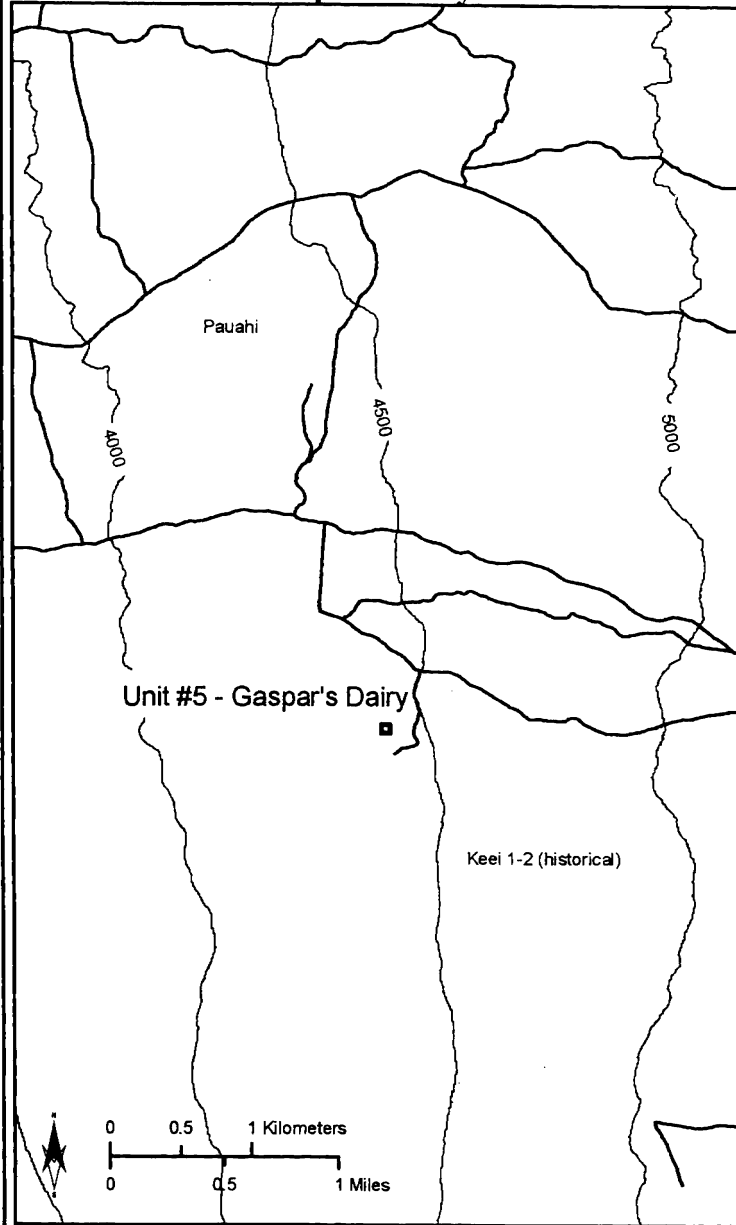 Pauahi
4000
4500
5000
Unit #5 - Gaspar's Dairy
Keei 1-2 (historical)
N
0 0.5 1 Kilometers
0 0.5 1 Miles
S